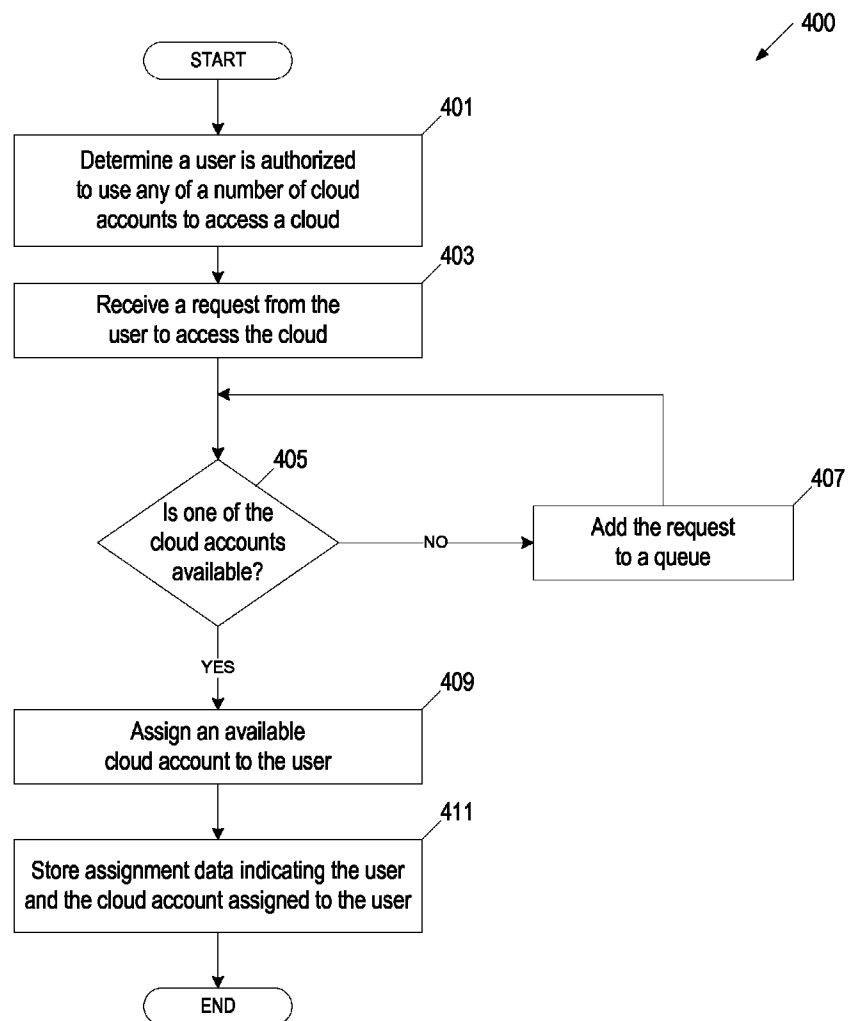 400
START
401
Determine a user is authorized
to use any of a number of cloud
accounts to access a cloud
403
Receive a request from the
user to access the cloud
405
Is one of the
cloud accounts
available?
NO
407
Add the request
to a queue
YES
409
Assign an available
cloud account to the user
411
Store assignment data indicating the user
and the cloud account assigned to the user
END